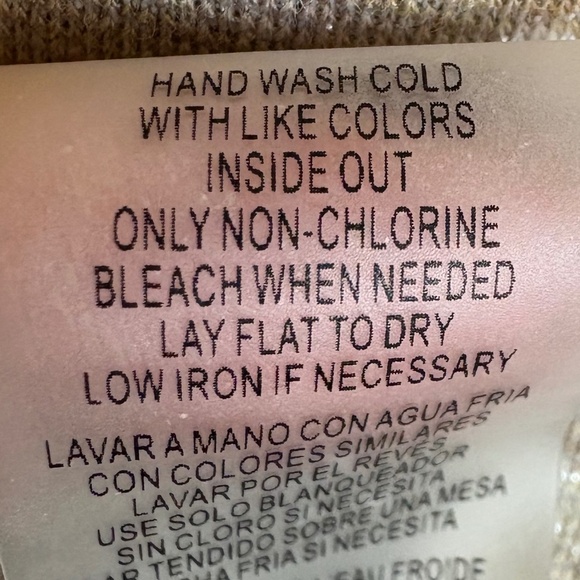 HAND WASH COLD
WITH LIKE COLORS
INSIDE OUT
ONLY NON-CHLORINE
BLEACH WHEN NEEDED
LAY FLAT TO DRY
LOW IRON IF NECESSARY
LAVAR A MANO CON AGUA FRIA
CON COLORES SIMILARES
LAVAR POR EL REVES
USE SOLO BLANQUEADOR
SIN CLORO SI NECESITA
TENDIDO SOBRE UNA MESA
FRIA SI NECESITA
EAU FROIDE